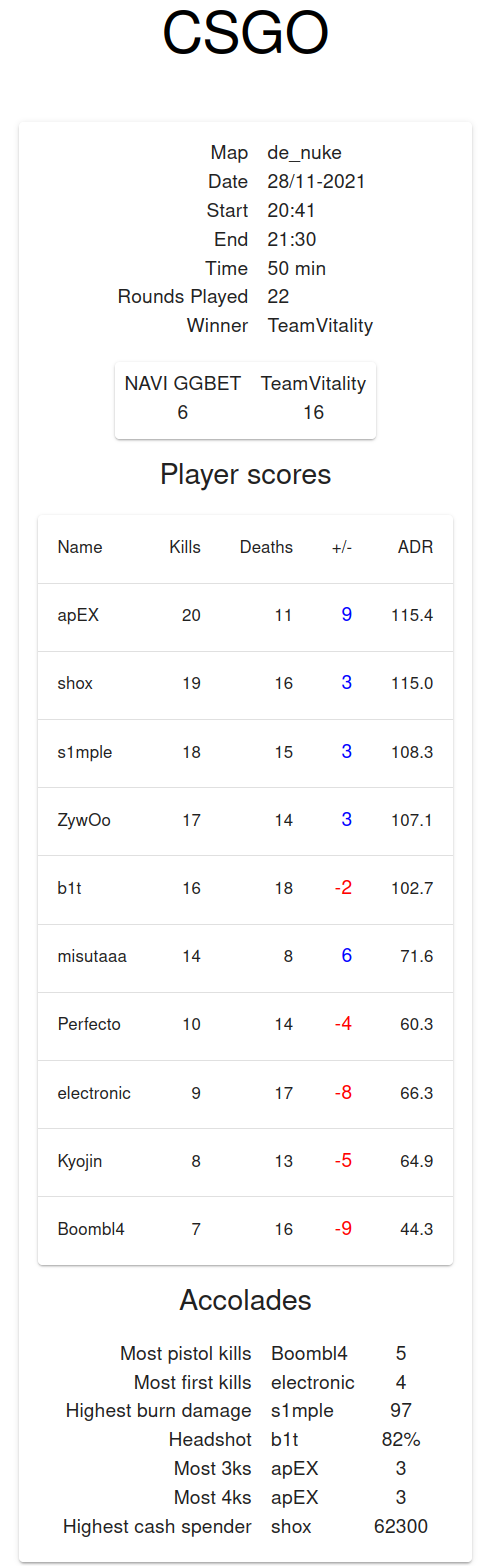 CSGO
Map de_nuke
Date 28/11-2021
Start 20:41
End 21:30
Time 50 min
Rounds Played 22
Winner TeamVitality
NAVI GGBET TeamVitality
6 16
Player scores
Name Kills Deaths +/- ADR
apEX 20 11 9 115.4
shox 19 16 3 115.0
s1mple 18 15 3 108.3
ZywOo 17 14 3 107.1
b1t 16 18 -2 102.7
misutaaa 14 8 6 71.6
Perfecto 10 14 -4 60.3
electronic 9 17 -8 66.3
Kyojin 8 13 -5 64.9
Boombl4 7 16 -9 44.3
Accolades
Most pistol kills Boombl4 5
Most first kills electronic 4
Highest burn damage s1mple 97
Headshot b1t 82%
Most 3ks apEX 3
Most 4ks apEX 3
Highest cash spender shox 62300